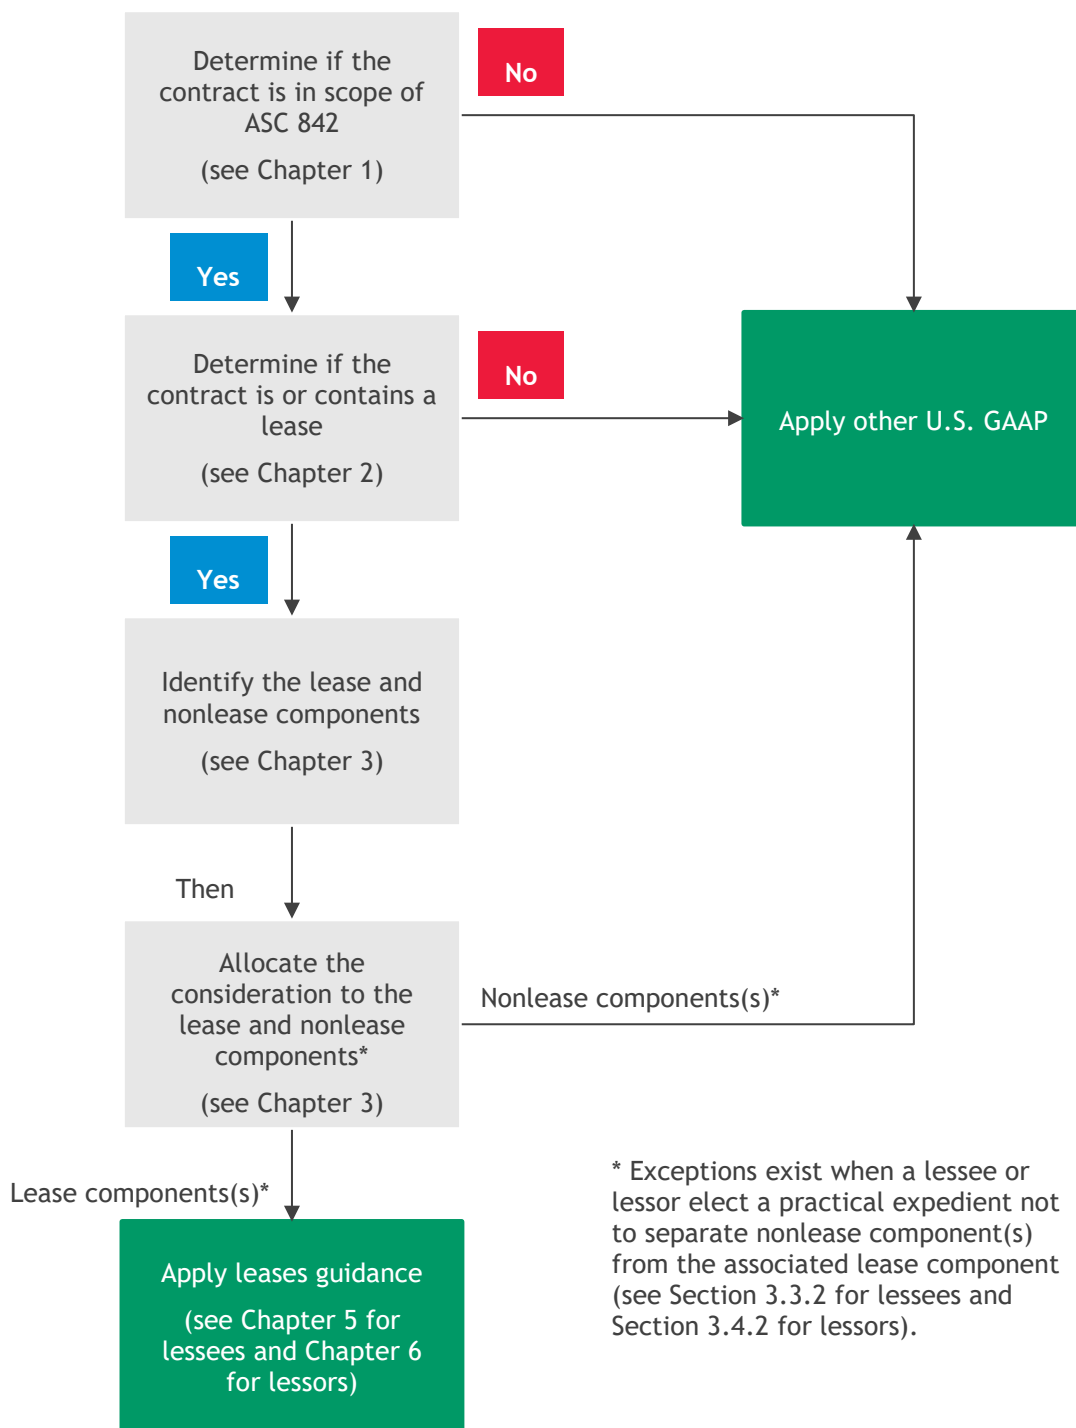 Determine if the
contract is in scope of
ASC 842
(see Chapter 1)
No
Yes
Determine if the
contract is or contains a
lease
(see Chapter 2)
No
Apply other U.S. GAAP
Yes
Identify the lease and
nonlease components
(see Chapter 3)
Then
Allocate the
consideration to the
lease and nonlease
components*
(see Chapter 3)
Nonlease components(s)*
Lease components(s)*
Apply leases guidance
(see Chapter 5 for
lessees and Chapter 6
for lessors)
* Exceptions exist when a lessee or
lessor elect a practical expedient not
to separate nonlease component(s)
from the associated lease component
(see Section 3.3.2 for lessees and
Section 3.4.2 for lessors).